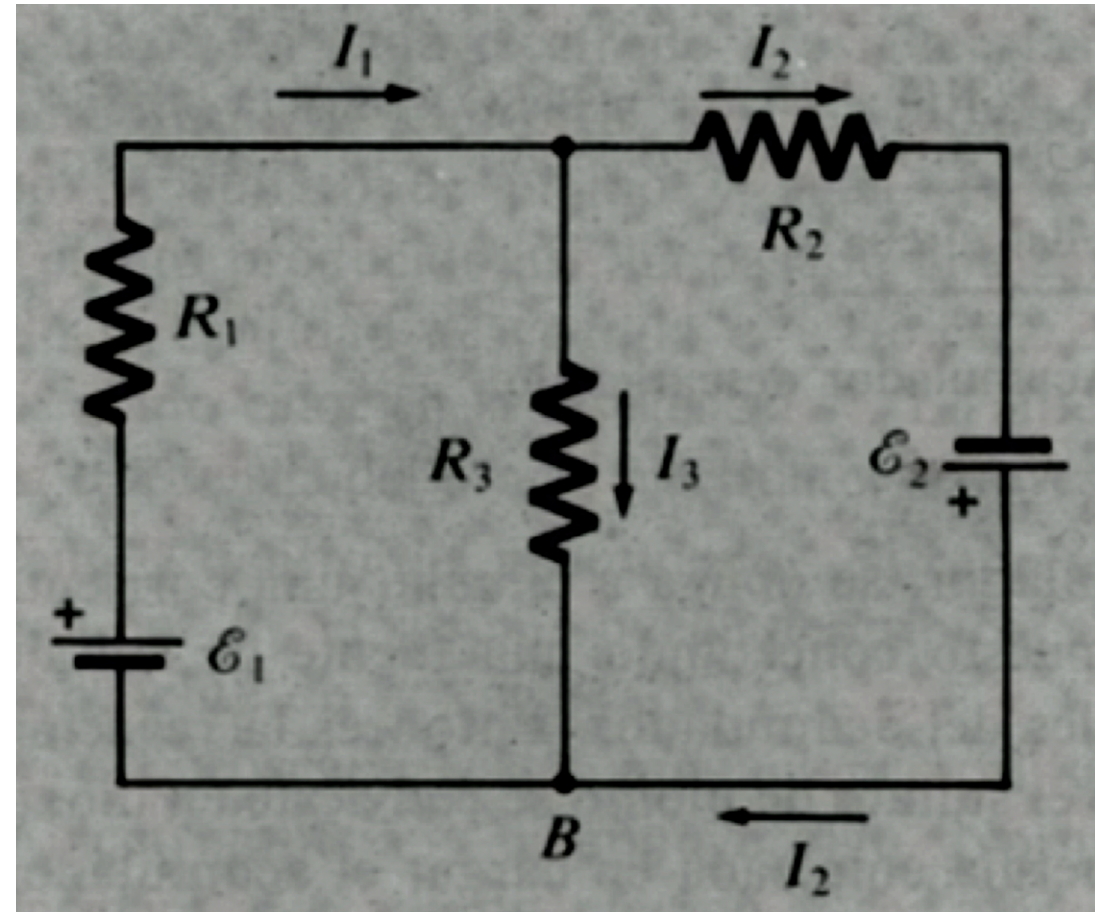 I₁
I₂
R₂
R₁
R₃
I₃
ℰ₂
+
+
ℰ₁
B
I₂